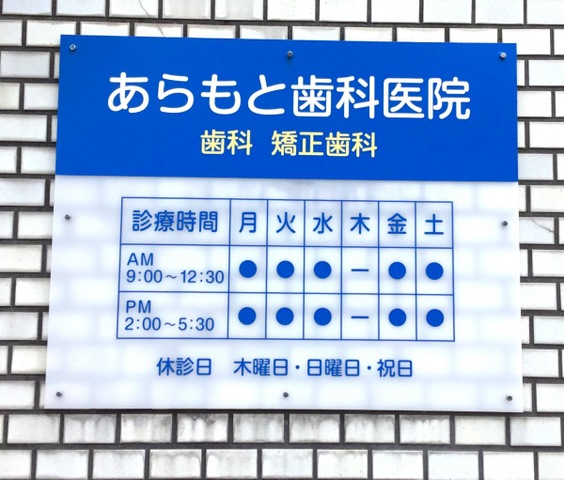 あらもと歯科医院
歯科 矯正歯科
診療時間 月 火 水 木 金 土
AM
9:00～12:30 ● ● ● － ● ●
PM
2:00～5:30 ● ● ● － ● ●
休診日 木曜日・日曜日・祝日